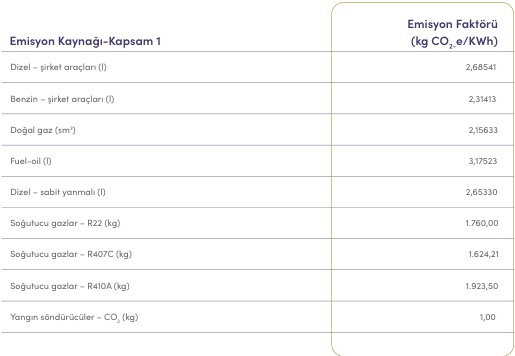 Emisyon Kaynağı-Kapsam 1
Emisyon Faktörü
(kg CO₂e/KWh)
Dizel – şirket araçları (l) 2,68541
Benzin – şirket araçları (l) 2,31413
Doğal gaz (sm³) 2,15633
Fuel-oil (l) 3,17523
Dizel – sabit yanmalı (l) 2,65330
Soğutucu gazlar – R22 (kg) 1.760,00
Soğutucu gazlar – R407C (kg) 1.624,21
Soğutucu gazlar – R410A (kg) 1.923,50
Yangın söndürücüler – CO₂ (kg) 1,00